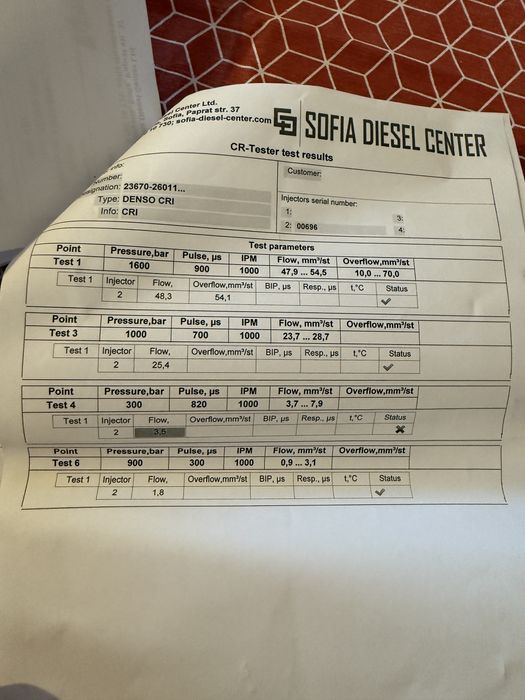 Center Ltd.
Sofia, Paprat str. 37
sofia-diesel-center.com
SOFIA DIESEL CENTER
CR-Tester test results
Customer:
23670-26011...
Type: DENSO CRI
Info: CRI
Injectors serial number:
1: 3:
2: 00696 4:
Test parameters
Point Pressure,bar Pulse, µs IPM Flow, mm³/st Overflow,mm³/st
Test 1 1600 900 1000 47,9 ... 54,5 10,0 ... 70,0
Test 1 Injector Flow, Overflow,mm³/st BIP, µs Resp., µs t,°C Status
2 48,3 54,1 ✓
Point Pressure,bar Pulse, µs IPM Flow, mm³/st Overflow,mm³/st
Test 3 1000 700 1000 23,7 ... 28,7
Test 1 Injector Flow, Overflow,mm³/st BIP, µs Resp., µs t,°C Status
2 25,4 ✓
Point Pressure,bar Pulse, µs IPM Flow, mm³/st Overflow,mm³/st
Test 4 300 820 1000 3,7 ... 7,9
Test 1 Injector Flow, Overflow,mm³/st BIP, µs Resp., µs t,°C Status
2 3,5 ✖
Point Pressure,bar Pulse, µs IPM Flow, mm³/st Overflow,mm³/st
Test 6 900 300 1000 0,9 ... 3,1
Test 1 Injector Flow, Overflow,mm³/st BIP, µs Resp., µs t,°C Status
2 1,8 ✓